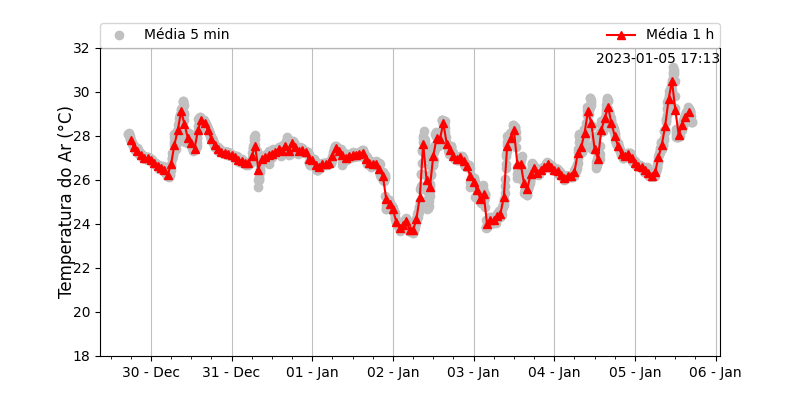 Média 5 min
Média 1 h
2023-01-05 17:13
Temperatura do Ar (°C)
32
30
28
26
24
22
20
18
30 - Dec
31 - Dec
01 - Jan
02 - Jan
03 - Jan
04 - Jan
05 - Jan
06 - Jan